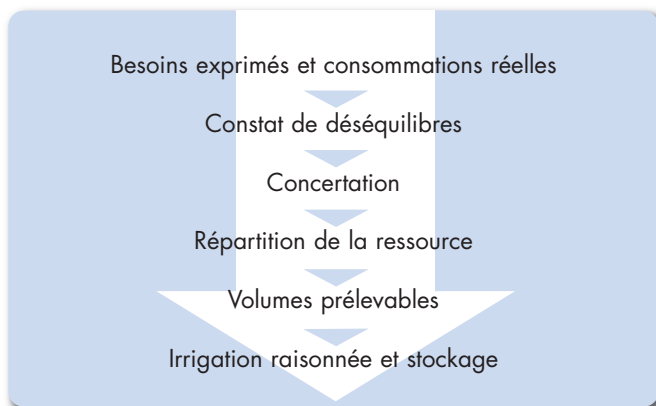 Besoins exprimés et consommations réelles
Constat de déséquilibres
Concertation
Répartition de la ressource
Volumes prélevables
Irrigation raisonnée et stockage